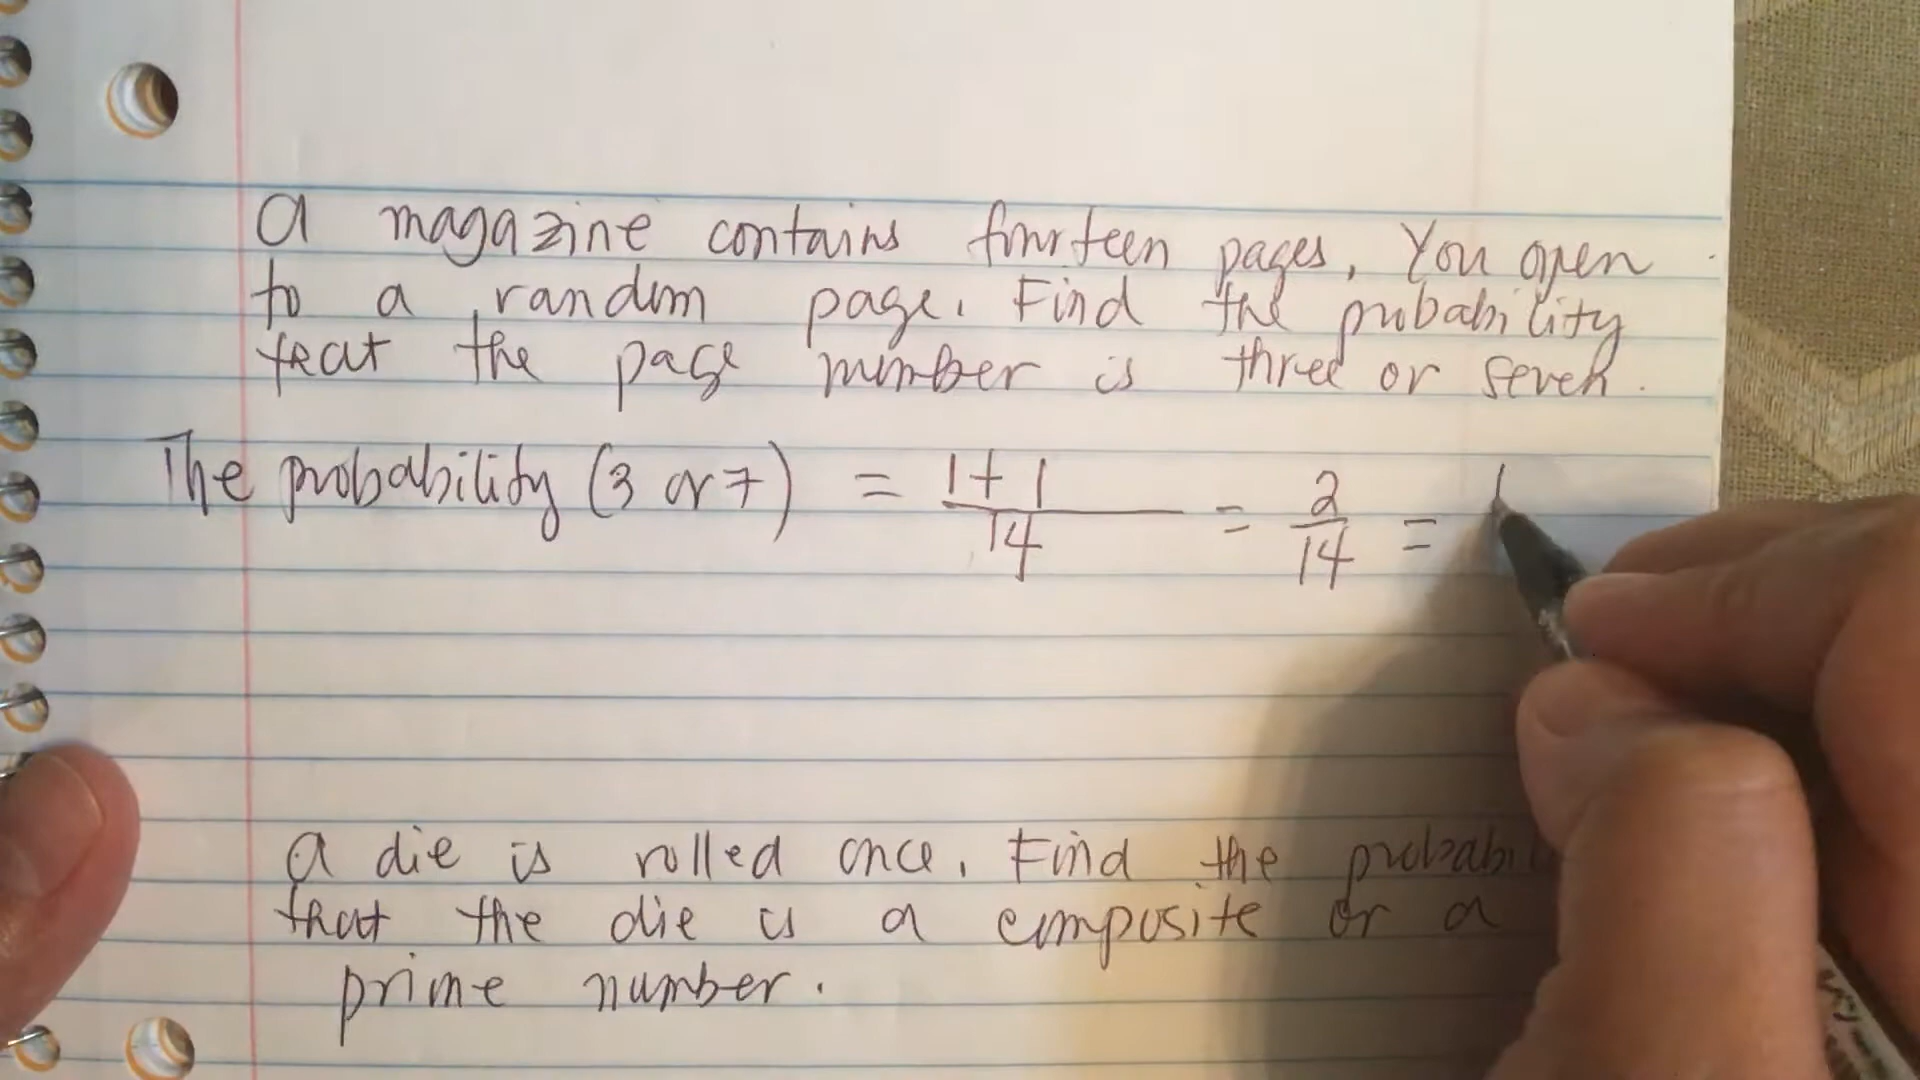 A magazine contains fourteen pages. You open
to a random page. Find the probability
that the page number is three or seven.
The probability (3 or 7) = 1+1/14 = 2/14 = 1
A die is rolled once. Find the
that the die is a composite or a
prime number.